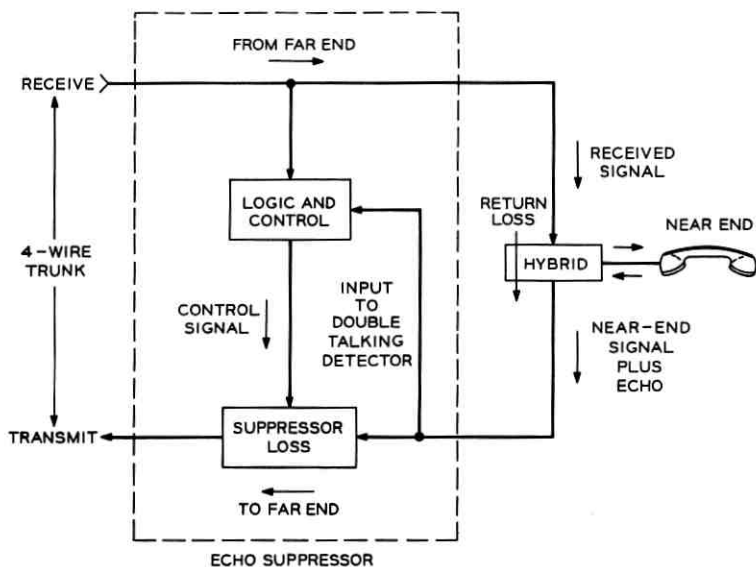 FROM FAR END
RECEIVE
RECEIVED
SIGNAL
LOGIC AND
CONTROL
RETURN
LOSS
NEAR END
4-WIRE
TRUNK
HYBRID
CONTROL
SIGNAL
INPUT
TO
DOUBLE
TALKING
DETECTOR
NEAR-END
SIGNAL
PLUS
ECHO
TRANSMIT
SUPPRESSOR
LOSS
TO FAR END
ECHO SUPPRESSOR